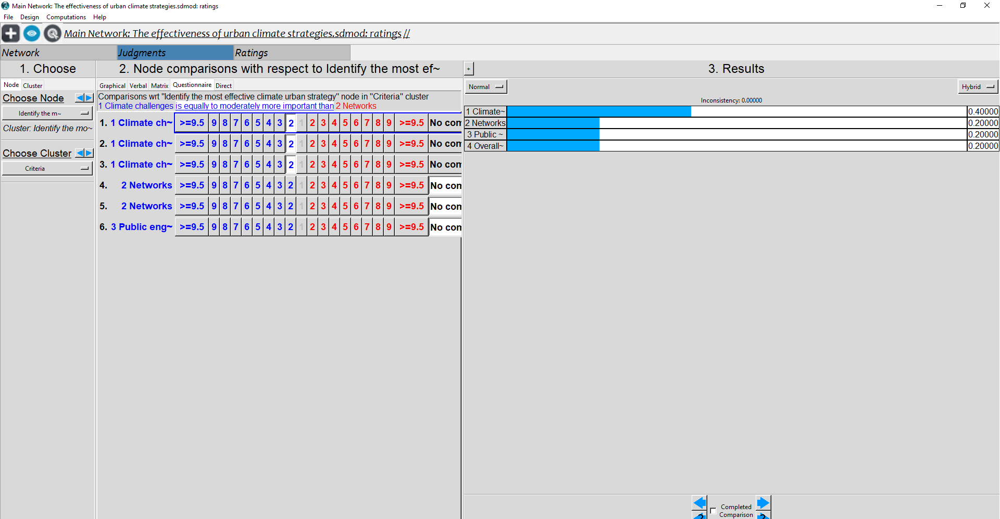 Main Network: The effectiveness of urban climate strategies.sdmod: ratings
File Design Computations Help
Main Network: The effectiveness of urban climate strategies.sdmod: ratings //
Network Judgments Ratings
1. Choose
Node Cluster
Choose Node
Identify the m~
Cluster: Identify the mo~
Choose Cluster
Criteria
2. Node comparisons with respect to Identify the most ef~
Graphical Verbal Matrix Questionnaire Direct
Comparisons wrt "Identify the most effective climate urban strategy" node in "Criteria" cluster
1 Climate challenges is equally to moderately more important than 2 Networks
1. 1 Climate ch~ >=9.5 9 8 7 6 5 4 3 2 1 2 3 4 5 6 7 8 9 >=9.5 No com
2. 1 Climate ch~ >=9.5 9 8 7 6 5 4 3 2 1 2 3 4 5 6 7 8 9 >=9.5 No com
3. 1 Climate ch~ >=9.5 9 8 7 6 5 4 3 2 1 2 3 4 5 6 7 8 9 >=9.5 No com
4. 2 Networks >=9.5 9 8 7 6 5 4 3 2 1 2 3 4 5 6 7 8 9 >=9.5 No com
5. 2 Networks >=9.5 9 8 7 6 5 4 3 2 1 2 3 4 5 6 7 8 9 >=9.5 No com
6. 3 Public eng~ >=9.5 9 8 7 6 5 4 3 2 1 2 3 4 5 6 7 8 9 >=9.5 No com
+ 3. Results
Normal Hybrid
Inconsistency: 0.00000
1 Climate~ 0.40000
2 Networks 0.20000
3 Public ~ 0.20000
4 Overall~ 0.20000
Completed
Comparison
? ?